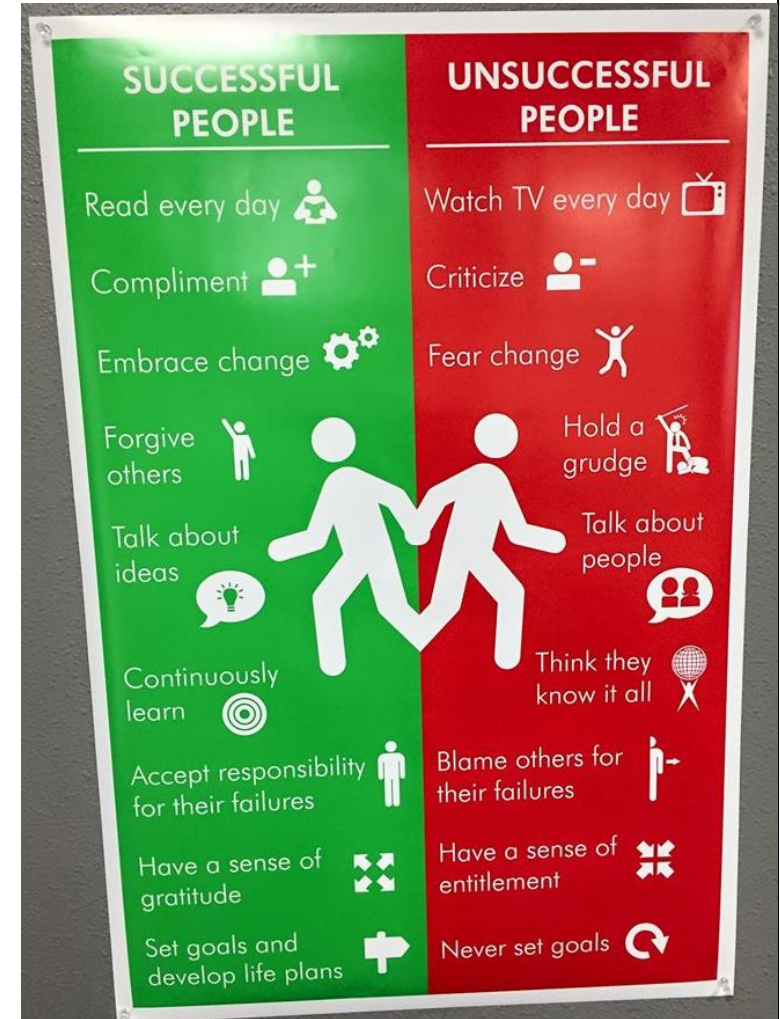 SUCCESSFUL
PEOPLE
Read every day
Compliment
Embrace change
Forgive
others
Talk about
ideas
Continuously
learn
Accept responsibility
for their failures
Have a sense of
gratitude
Set goals and
develop life plans
UNSUCCESSFUL
PEOPLE
Watch TV every day
Criticize
Fear change
Hold a
grudge
Talk about
people
Think they
know it all
Blame others for
their failures
Have a sense of
entitlement
Never set goals